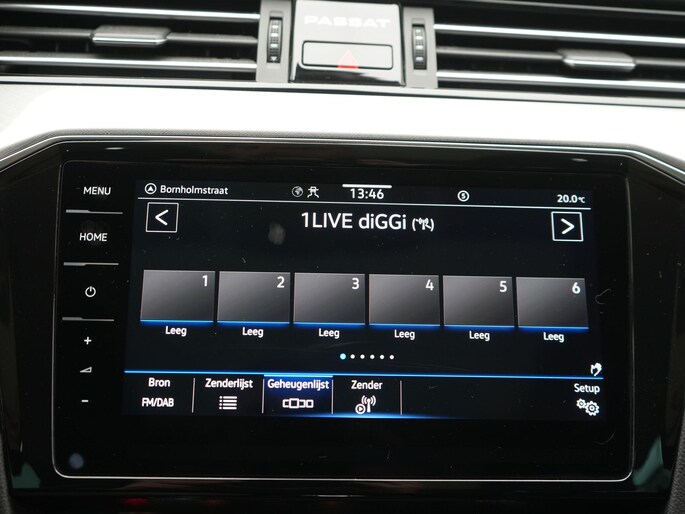 PASSAT
MENU
HOME
+
-
Bornholmstraat
13:46
S
20.0°C
<
1LIVE diGGi
>
1 2 3 4 5 6
Leeg Leeg Leeg Leeg Leeg Leeg
Bron Zenderlijst Geheugenlijst Zender Setup
FM/DAB